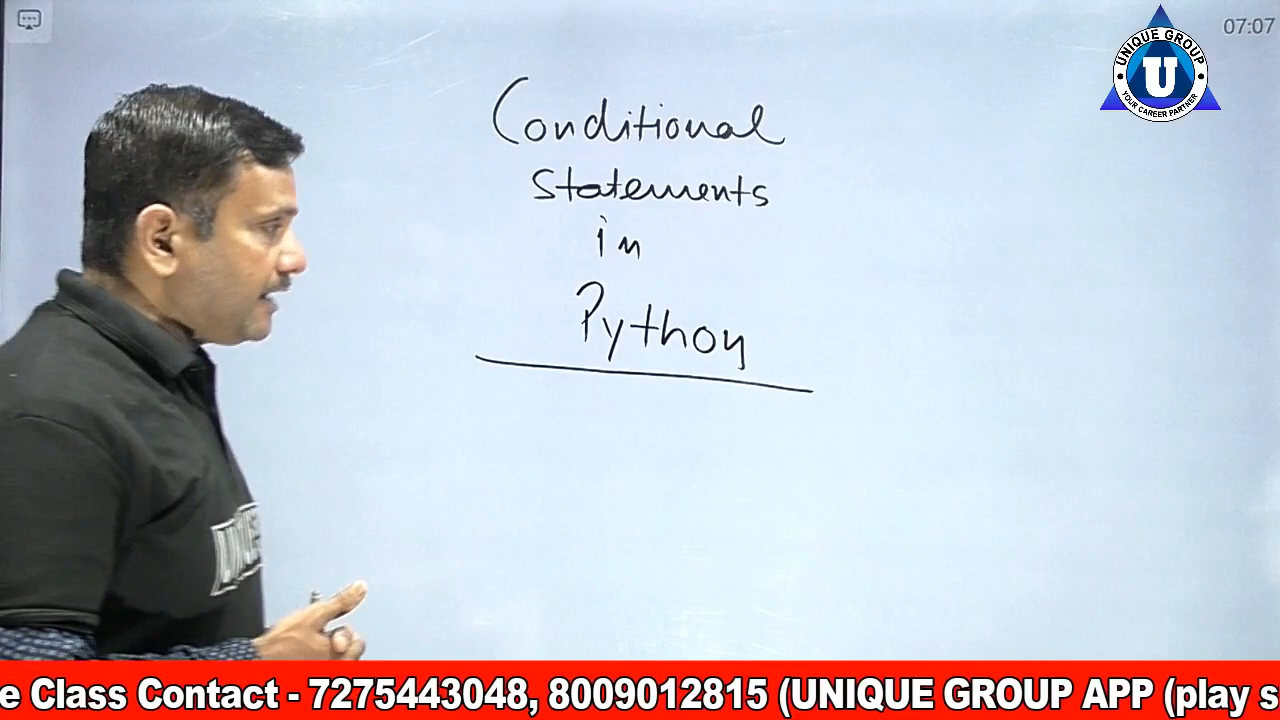 07:07
UNIQUE GROUP
U
YOUR CAREER PARTNER
Conditional
Statements
in
Python
e Class Contact - 7275443048, 8009012815 (UNIQUE GROUP APP (play s